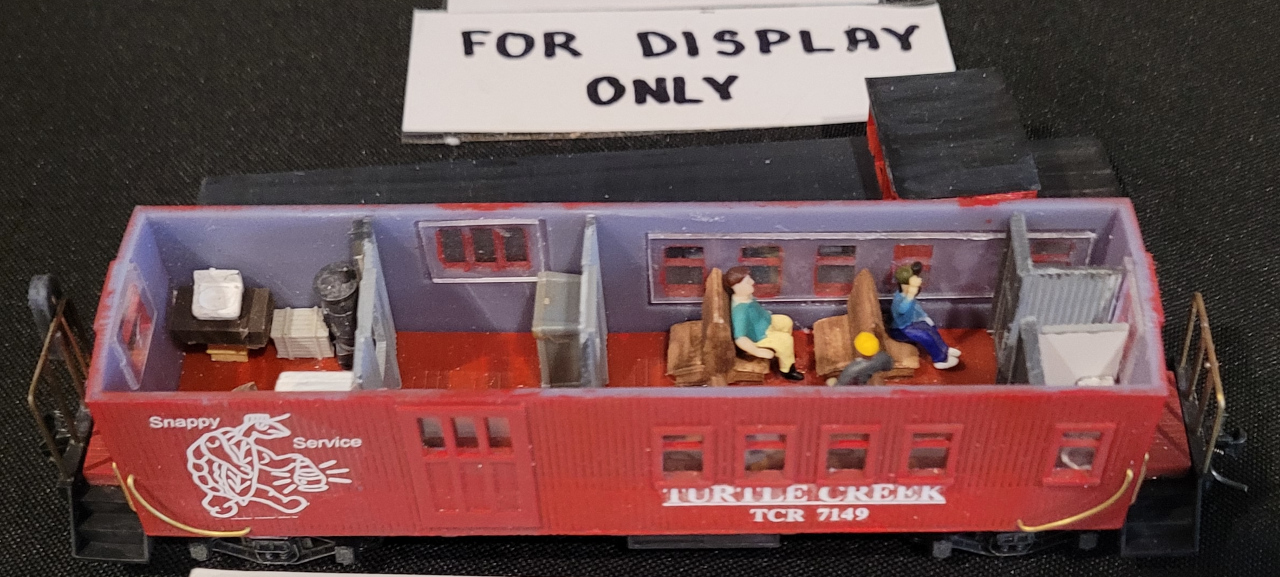 FOR DISPLAY
ONLY
Snappy
Service
TURTLE CREEK
TCR 7149